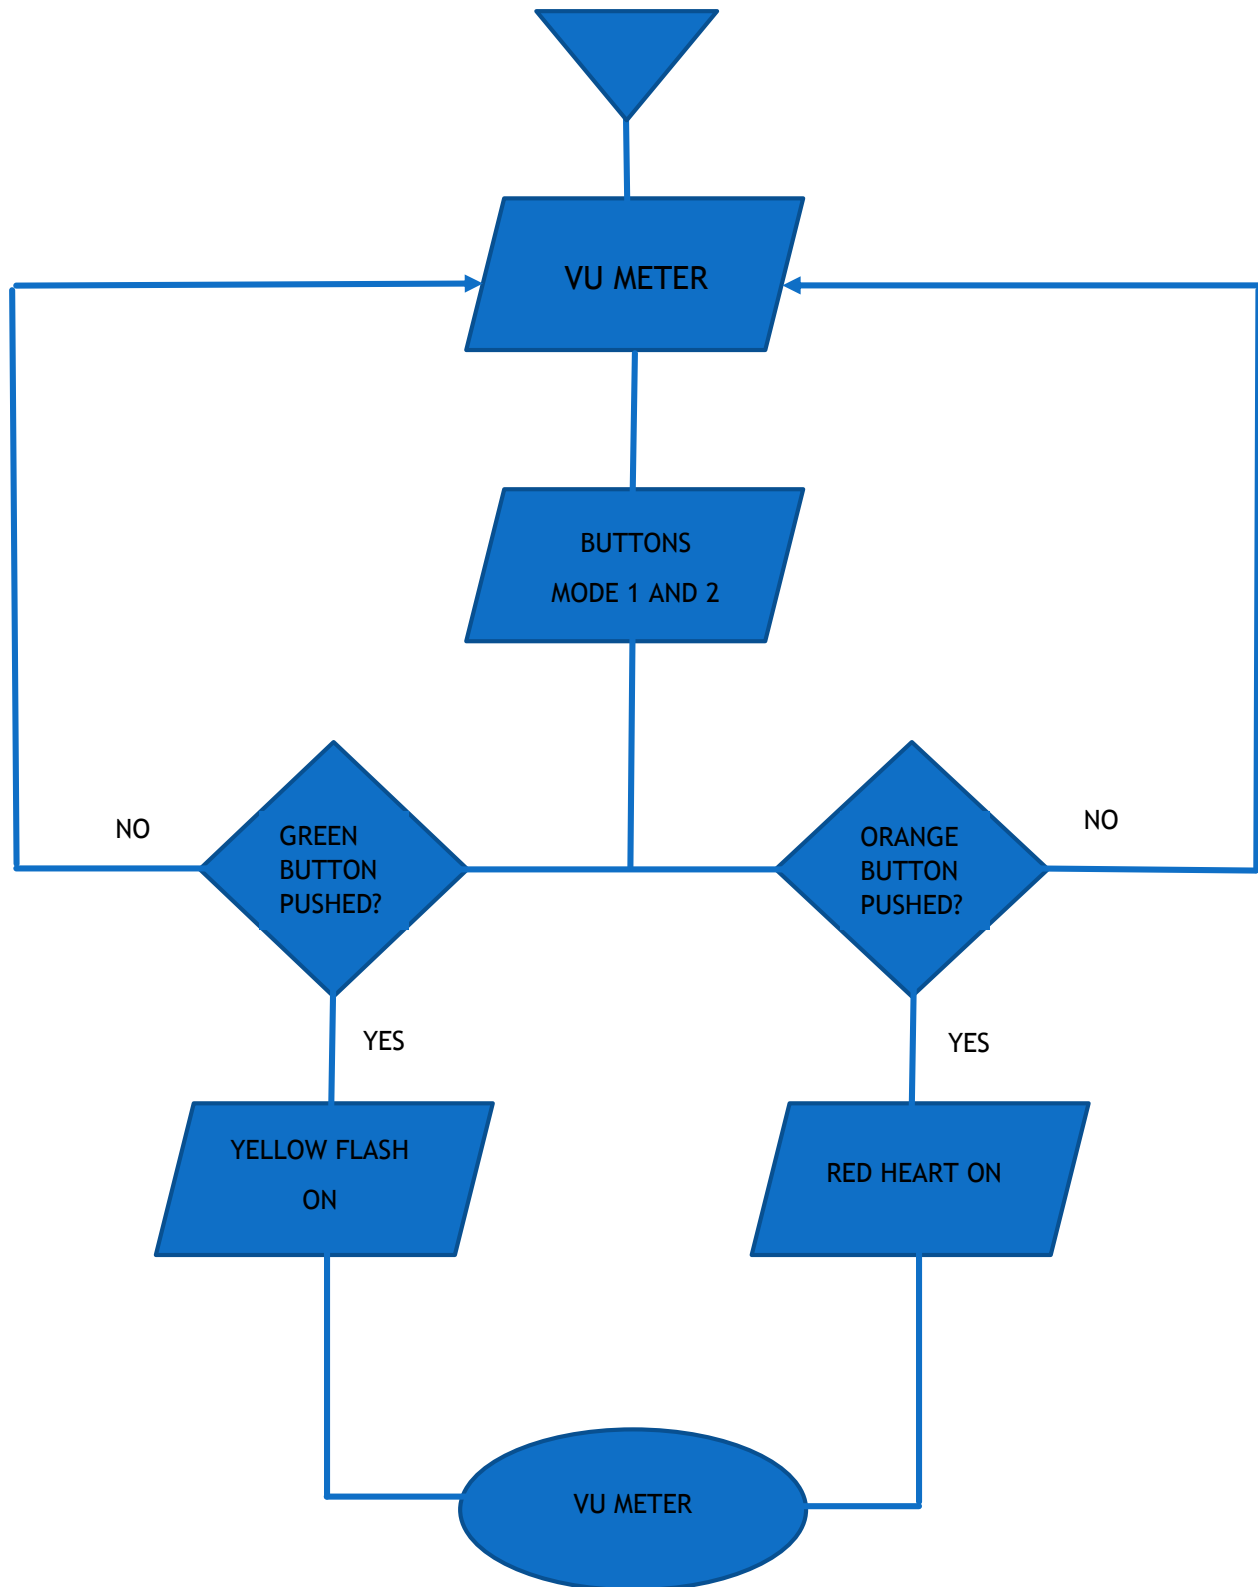 VU METER
BUTTONS
MODE 1 AND 2
NO
GREEN
BUTTON
PUSHED?
ORANGE
BUTTON
PUSHED?
NO
YES
YES
YELLOW FLASH
ON
RED HEART ON
VU METER